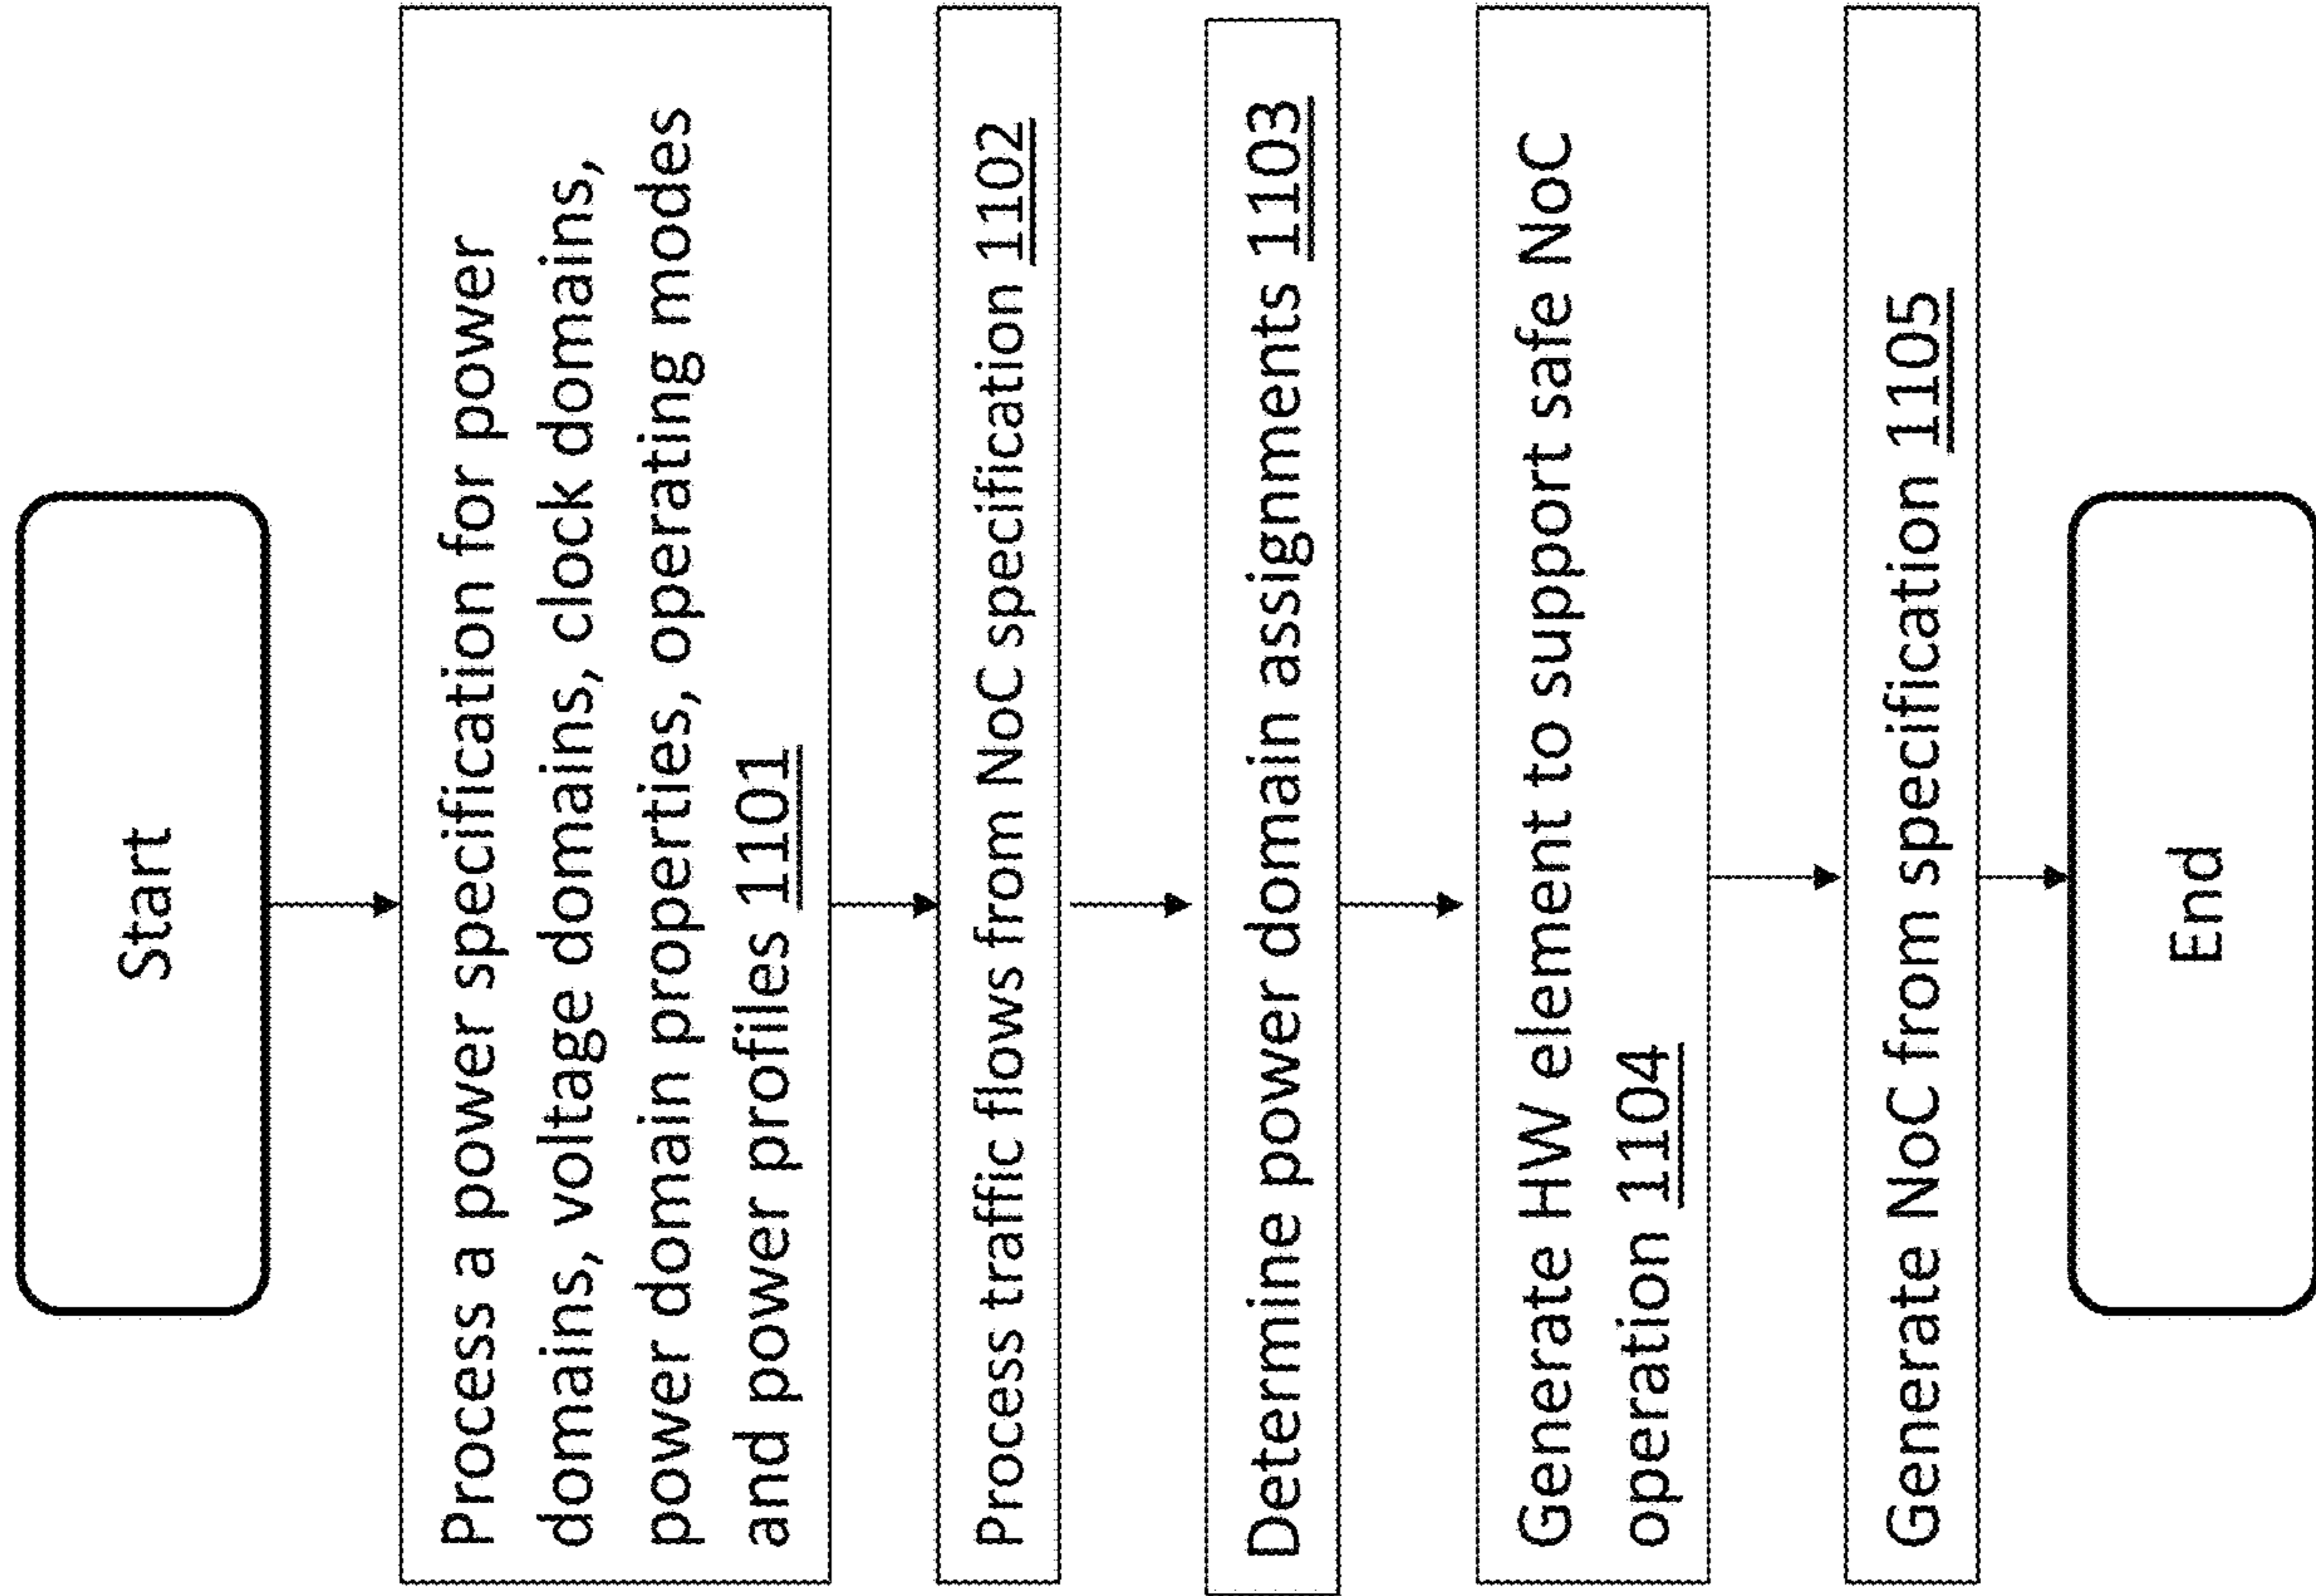 Start
Process a power specification for power
domains, voltage domains, clock domains,
power domain properties, operating modes
and power profiles 1101
Process traffic flows from NoC specification 1102
Determine power domain assignments 1103
Generate HW element to support safe NoC
operation 1104
Generate NoC from specification 1105
End